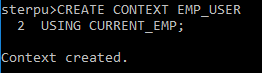 sterpu>CREATE CONTEXT EMP_USER
  2  USING CURRENT_EMP;
Context created.